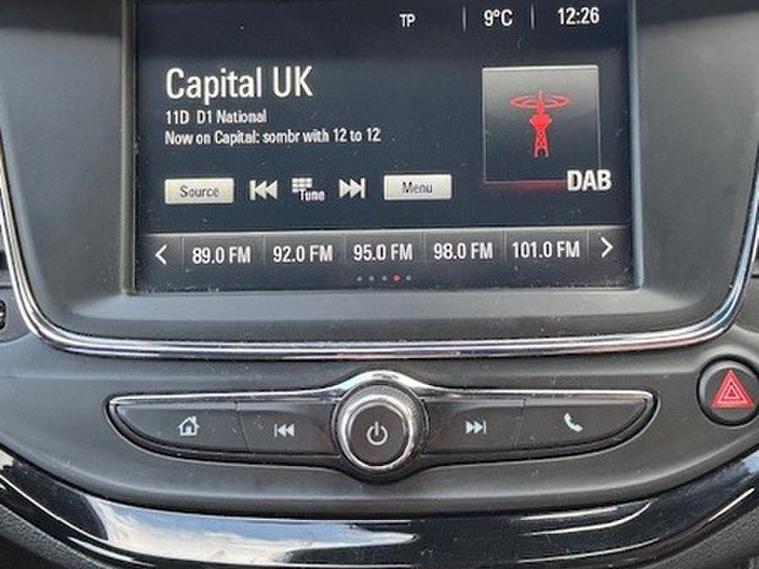 TP 9°C 12:26
Capital UK
11D D1 National
Now on Capital: sombr with 12 to 12
DAB
Source Tune Menu
89.0 FM 92.0 FM 95.0 FM 98.0 FM 101.0 FM